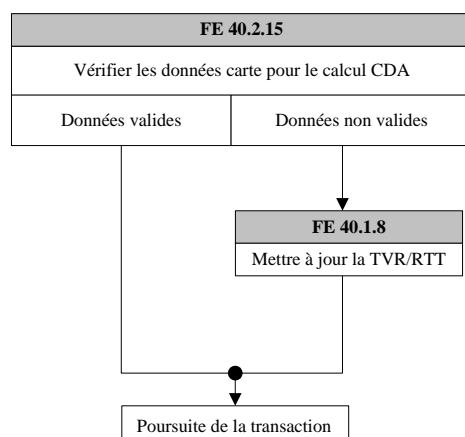 FE 40.2.15
Vérifier les données carte pour le calcul CDA
Données valides
Données non valides
FE 40.1.8
Mettre à jour la TVR/RTT
Poursuite de la transaction